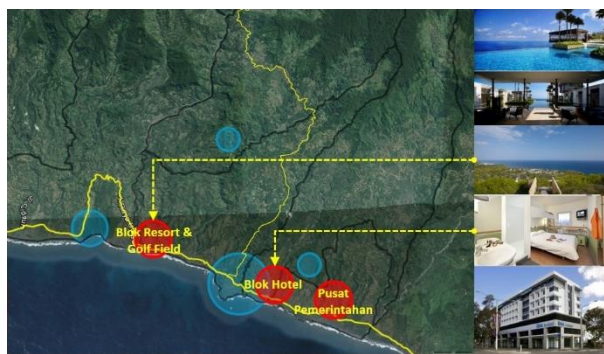 Blok Resort &
Golf Field
Blok Hotel
Pusat
Pemerintahan